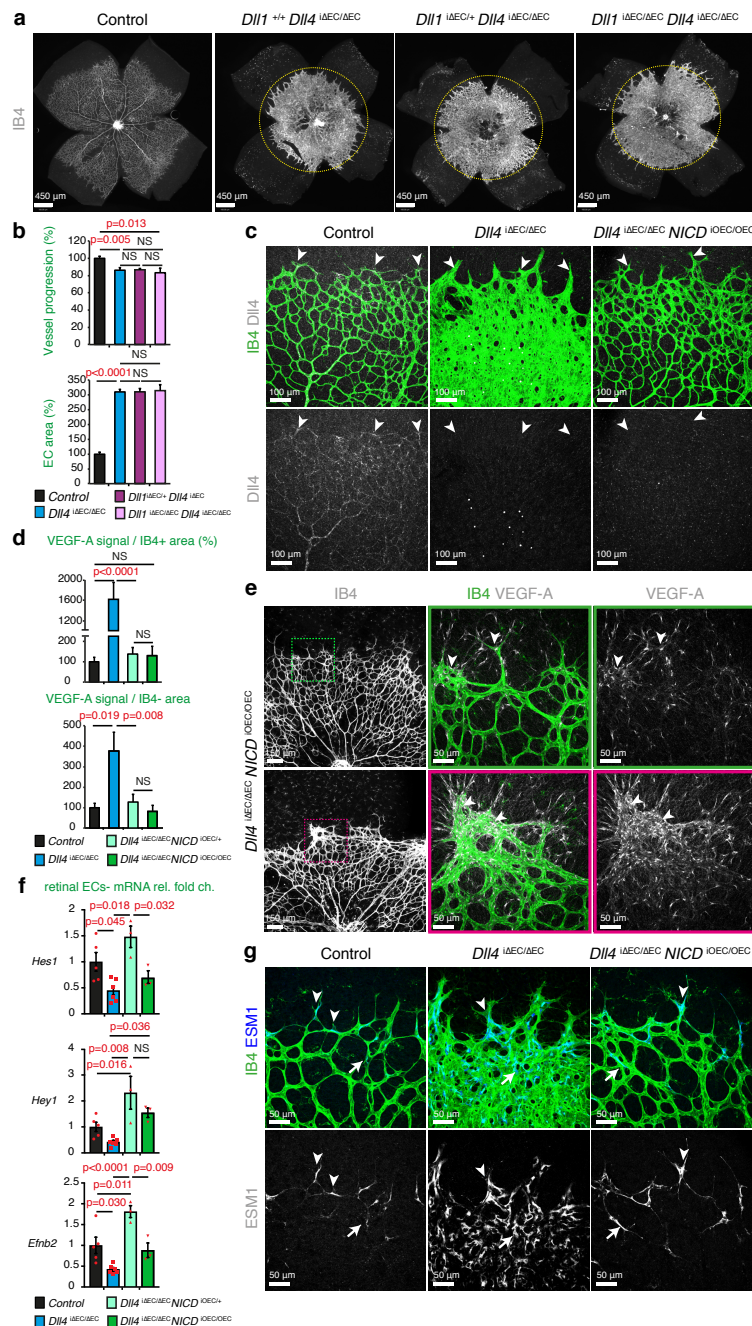 a
Control
Dll1 +/+ Dll4 iΔEC/ΔEC
Dll1 iΔEC/+ Dll4 iΔEC/ΔEC
Dll1 iΔEC/ΔEC Dll4 iΔEC/ΔEC
IB4
450 µm
450 µm
450 µm
450 µm
b
Vessel progression (%)
p=0.013
p=0.005
NS
NS
NS
120
100
80
60
40
20
0
EC area (%)
NS
p<0.0001
NS
350
300
250
200
150
100
50
0
Control
Dll1 iΔEC/+ Dll4 iΔEC
Dll4 iΔEC/ΔEC
Dll1 iΔEC/ΔEC Dll4 iΔEC/ΔEC
c
Control
Dll4 iΔEC/ΔEC
Dll4 iΔEC/ΔEC NICD iOEC/OEC
IB4 Dll4
100 µm
100 µm
100 µm
Dll4
100 µm
100 µm
100 µm
d
VEGF-A signal / IB4+ area (%)
NS
p<0.0001
NS
2000
1600
1200
200
100
0
VEGF-A signal / IB4- area
p=0.019
p=0.008
NS
500
400
300
200
100
0
Control
Dll4 iΔEC/ΔEC NICD iOEC/+
Dll4 iΔEC/ΔEC
Dll4 iΔEC/ΔEC NICD iOEC/OEC
e
IB4
IB4 VEGF-A
VEGF-A
Dll4 iΔEC/ΔEC NICD iOEC/OEC
150 µm
50 µm
50 µm
150 µm
50 µm
50 µm
f
retinal ECs- mRNA rel. fold ch.
Hes1
p=0.018
p=0.032
p=0.045
2
1.5
1
0.5
0
Hey1
p=0.036
p=0.008
NS
p=0.016
3
2
1
0
Efnb2
p<0.0001
p=0.009
p=0.011
p=0.030
2.5
2
1.5
1
0.5
0
Control
Dll4 iΔEC/ΔEC NICD iOEC/+
Dll4 iΔEC/ΔEC
Dll4 iΔEC/ΔEC NICD iOEC/OEC
g
Control
Dll4 iΔEC/ΔEC
Dll4 iΔEC/ΔEC NICD iOEC/OEC
IB4 ESM1
50 µm
50 µm
50 µm
ESM1
50 µm
50 µm
50 µm